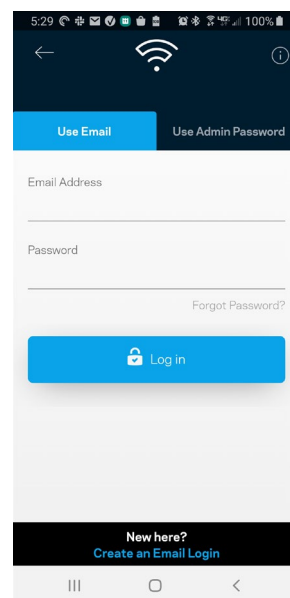 5:29 100%
Use Email Use Admin Password
Email Address
Password
Forgot Password?
Log in
New here?
Create an Email Login